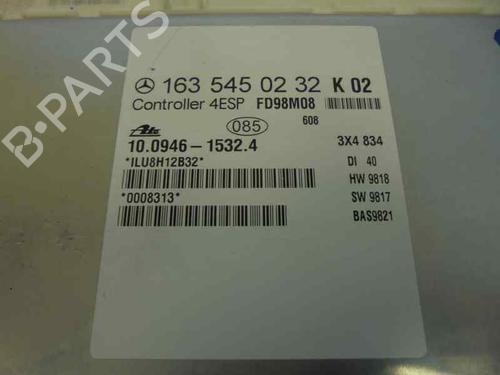 163 545 02 32 K 02
Controller 4ESP FD98M08
085 608
Ate
10.0946-1532.4 3X4 834
*ILU8H12B32* DI 40
HW 9818
*0008313* SW 9817
BAS9821
B-PARTS